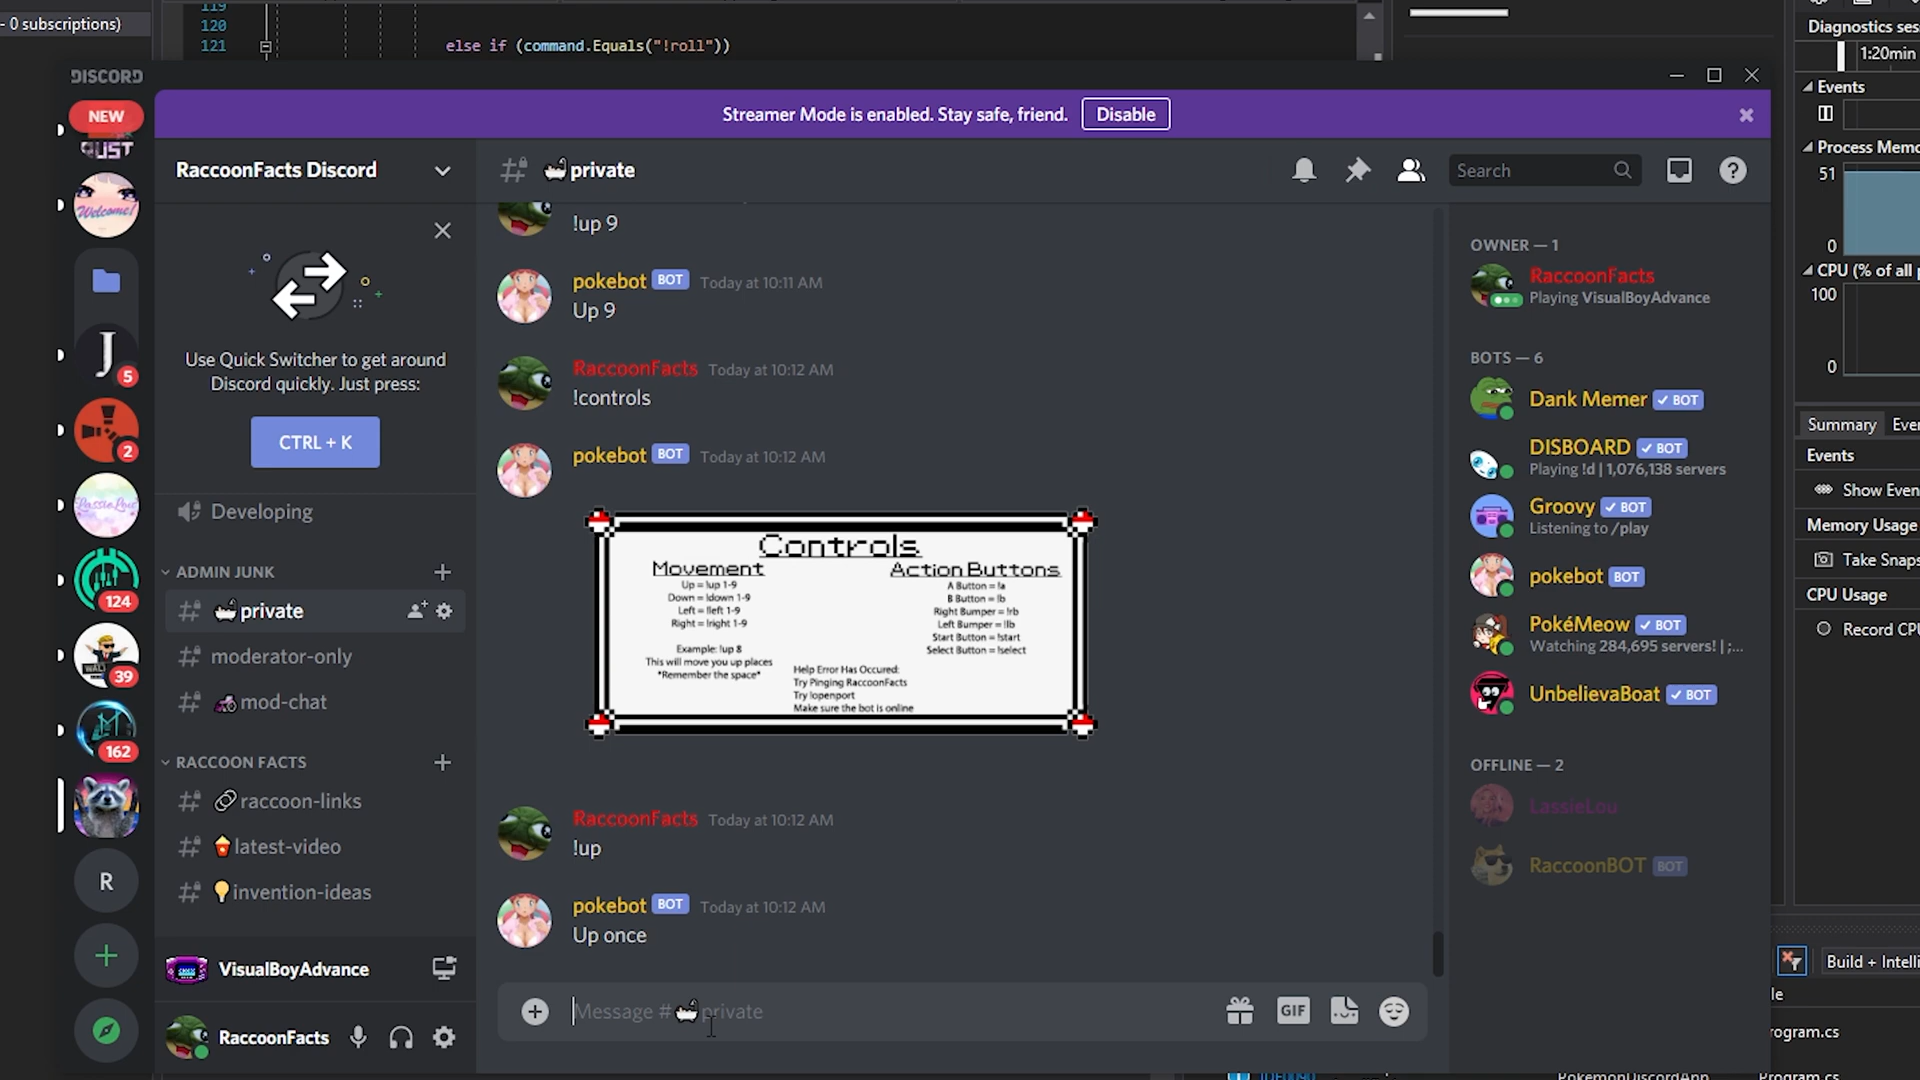 - 0 subscriptions)
119
120
121
else if (command.Equals("!roll"))
Diagnostics ses
1:20min
Events
Process Memo
51
0
CPU (% of all p
100
0
Summary Even
Events
Show Even
Memory Usage
Take Snaps
CPU Usage
Record CPU
Build + Intelli
le
rogram.cs
PokemonDiscordApp
Program.cs
DISCORD
Streamer Mode is enabled. Stay safe, friend.
Disable
NEW
Welcome!
J
5
2
LassieLou
124
39
162
R
RaccoonFacts Discord
Use Quick Switcher to get around
Discord quickly. Just press:
CTRL + K
Developing
ADMIN JUNK
private
moderator-only
mod-chat
RACCOON FACTS
raccoon-links
latest-video
invention-ideas
VisualBoyAdvance
RaccoonFacts
private
Search
!up 9
pokebot BOT Today at 10:11 AM
Up 9
RaccoonFacts Today at 10:12 AM
!controls
pokebot BOT Today at 10:12 AM
Controls
Movement
Up = !up 1-9
Down = !down 1-9
Left = !left 1-9
Right = !right 1-9
Example: !up 8
This will move you up places
*Remember the space*
Action Buttons
A Button = !a
B Button = !b
Right Bumper = !rb
Left Bumper = !lb
Start Button = !start
Select Button = !select
Help Error Has Occured:
Try Pinging RaccoonFacts
Try !openport
Make sure the bot is online
RaccoonFacts Today at 10:12 AM
!up
pokebot BOT Today at 10:12 AM
Up once
Message # private
GIF
OWNER — 1
RaccoonFacts
Playing VisualBoyAdvance
BOTS — 6
Dank Memer BOT
DISBOARD BOT
Playing !d | 1,076,138 servers
Groovy BOT
Listening to /play
pokebot BOT
PokéMeow BOT
Watching 284,695 servers! | ;...
UnbelievaBoat BOT
OFFLINE — 2
LassieLou
RaccoonBOT BOT